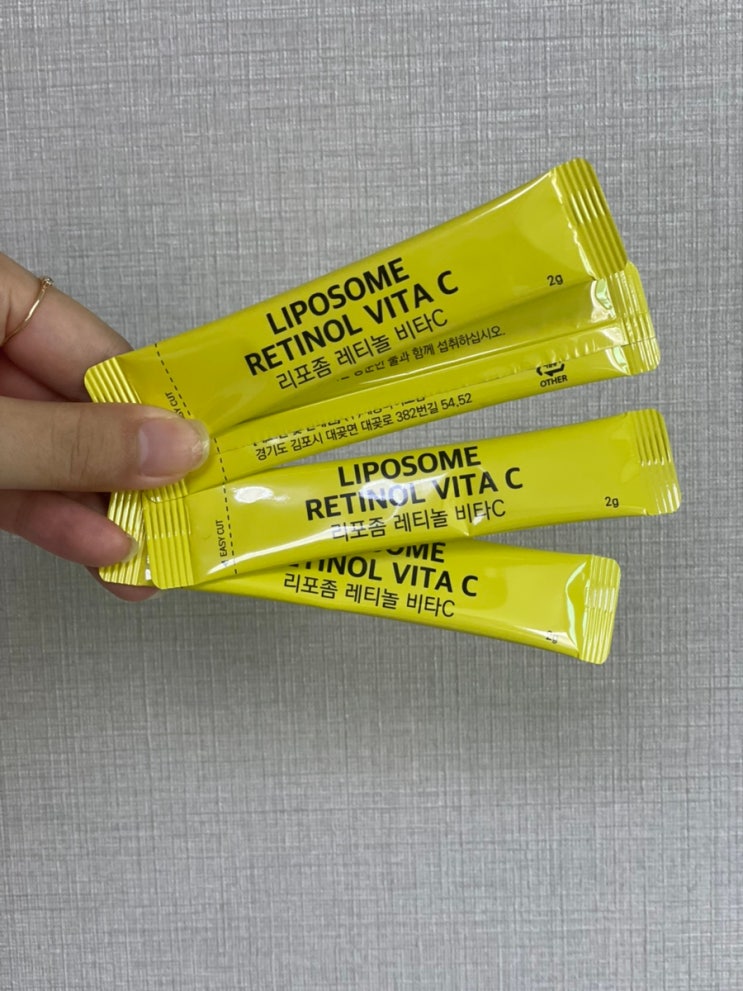 LIPOSOME
RETINOL VITA C
리포좀 레티놀 비타C
2g
CUT
물과 함께 섭취하십시오.
OTHER
경기도 김포시 대곶면 대곶로 382번길 54,52
LIPOSOME
RETINOL VITA C
리포좀 레티놀 비타C
2g
EASY CUT
VITA C
리포좀 레티놀 비타C
2g